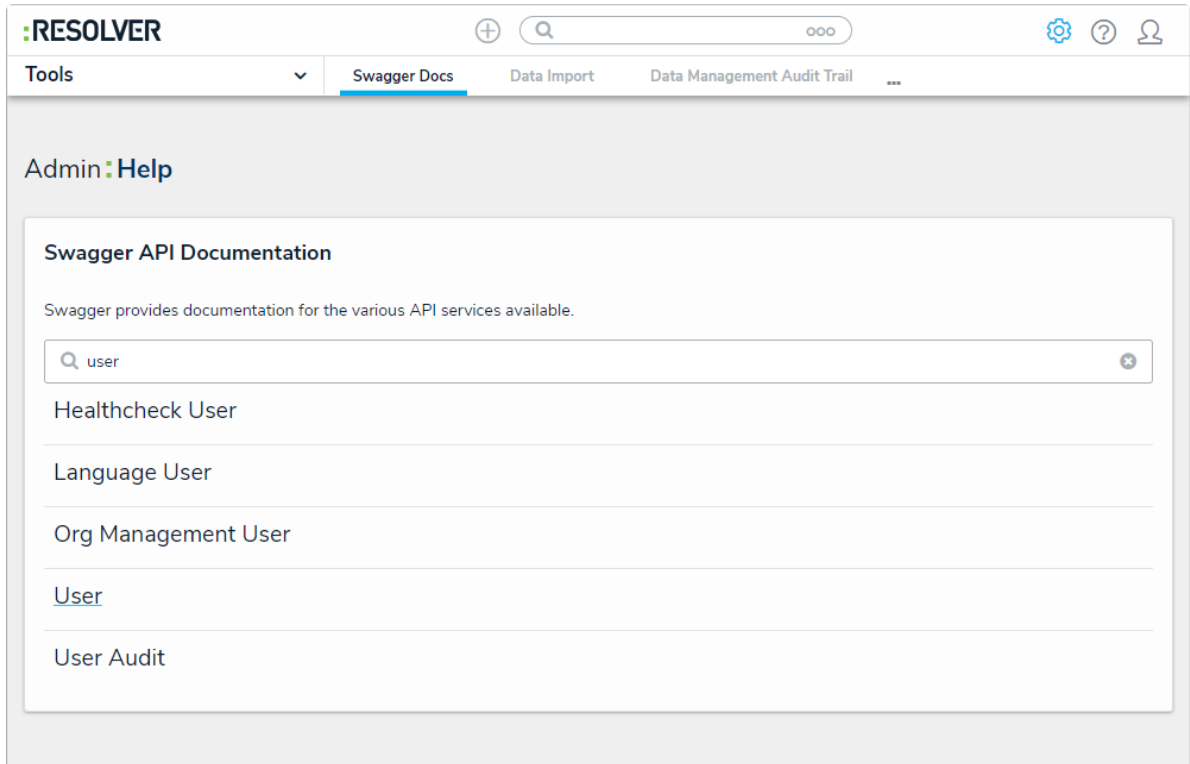 :RESOLVER
Tools
Swagger Docs Data Import Data Management Audit Trail ...
Admin:Help
Swagger API Documentation
Swagger provides documentation for the various API services available.
user
Healthcheck User
Language User
Org Management User
User
User Audit